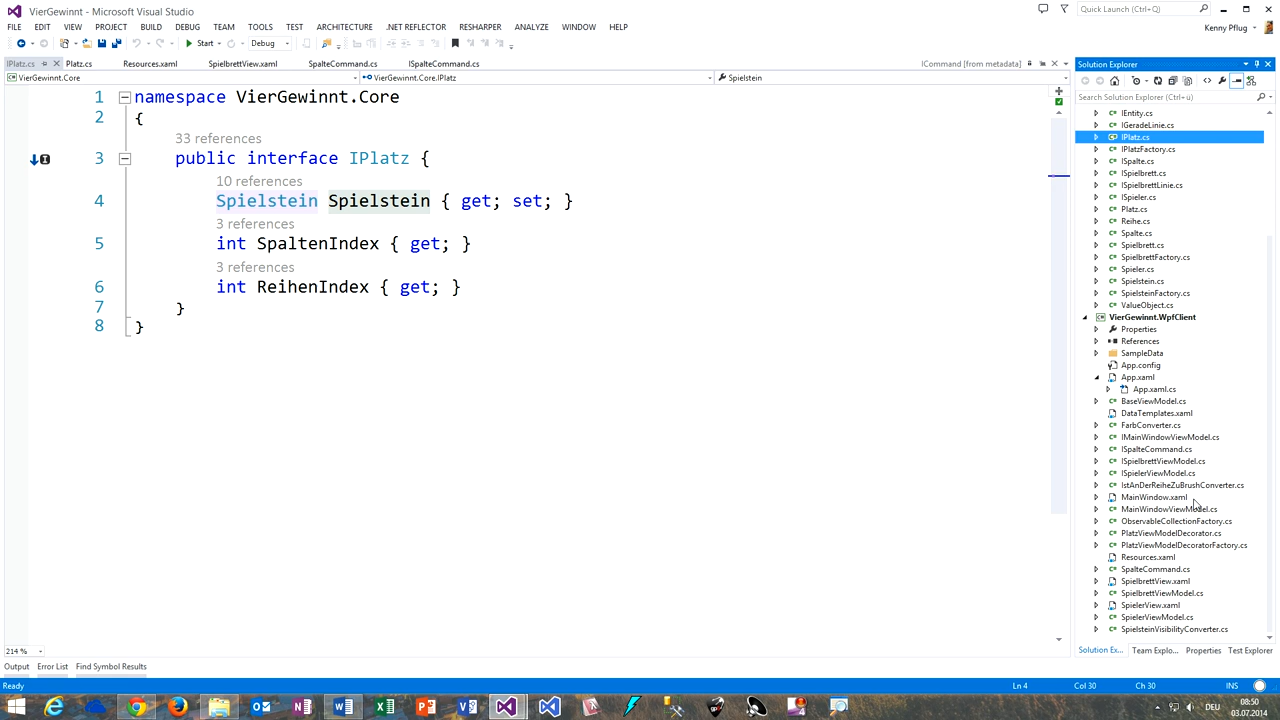 VierGewinnt - Microsoft Visual Studio
Quick Launch (Ctrl+Q)
FILE EDIT VIEW PROJECT BUILD DEBUG TEAM TOOLS TEST ARCHITECTURE .NET REFLECTOR RESHARPER ANALYZE WINDOW HELP
Kenny Pflug
Start Debug
IPlatz.cs Platz.cs Resources.xaml SpielbrettView.xaml SpalteCommand.cs ISpalteCommand.cs ICommand [from metadata]
VierGewinnt.Core VierGewinnt.Core.IPlatz Spielstein
1 namespace VierGewinnt.Core
2 {
33 references
3 public interface IPlatz {
10 references
4 Spielstein Spielstein { get; set; }
3 references
5 int SpaltenIndex { get; }
3 references
6 int ReihenIndex { get; }
7 }
8 }
214 %
Output Error List Find Symbol Results
Ready Ln 4 Col 30 Ch 30 INS
Solution Explorer
Search Solution Explorer (Ctrl+ü)
IEntity.cs
IGeradeLinie.cs
IPlatz.cs
IPlatzFactory.cs
ISpalte.cs
ISpielbrett.cs
ISpielbrettLinie.cs
ISpieler.cs
Platz.cs
Reihe.cs
Spalte.cs
Spielbrett.cs
SpielbrettFactory.cs
Spieler.cs
Spielstein.cs
SpielsteinFactory.cs
ValueObject.cs
VierGewinnt.WpfClient
Properties
References
SampleData
App.config
App.xaml
App.xaml.cs
BaseViewModel.cs
DataTemplates.xaml
FarbConverter.cs
IMainWindowViewModel.cs
ISpalteCommand.cs
ISpielbrettViewModel.cs
ISpielerViewModel.cs
IstAnDerReiheZuBrushConverter.cs
MainWindow.xaml
MainWindowViewModel.cs
ObservableCollectionFactory.cs
PlatzViewModelDecorator.cs
PlatzViewModelDecoratorFactory.cs
Resources.xaml
SpalteCommand.cs
SpielbrettView.xaml
SpielbrettViewModel.cs
SpielerView.xaml
SpielerViewModel.cs
SpielsteinVisibilityConverter.cs
Solution Ex... Team Explo... Properties Test Explorer
DEU
08:50
03.07.2014